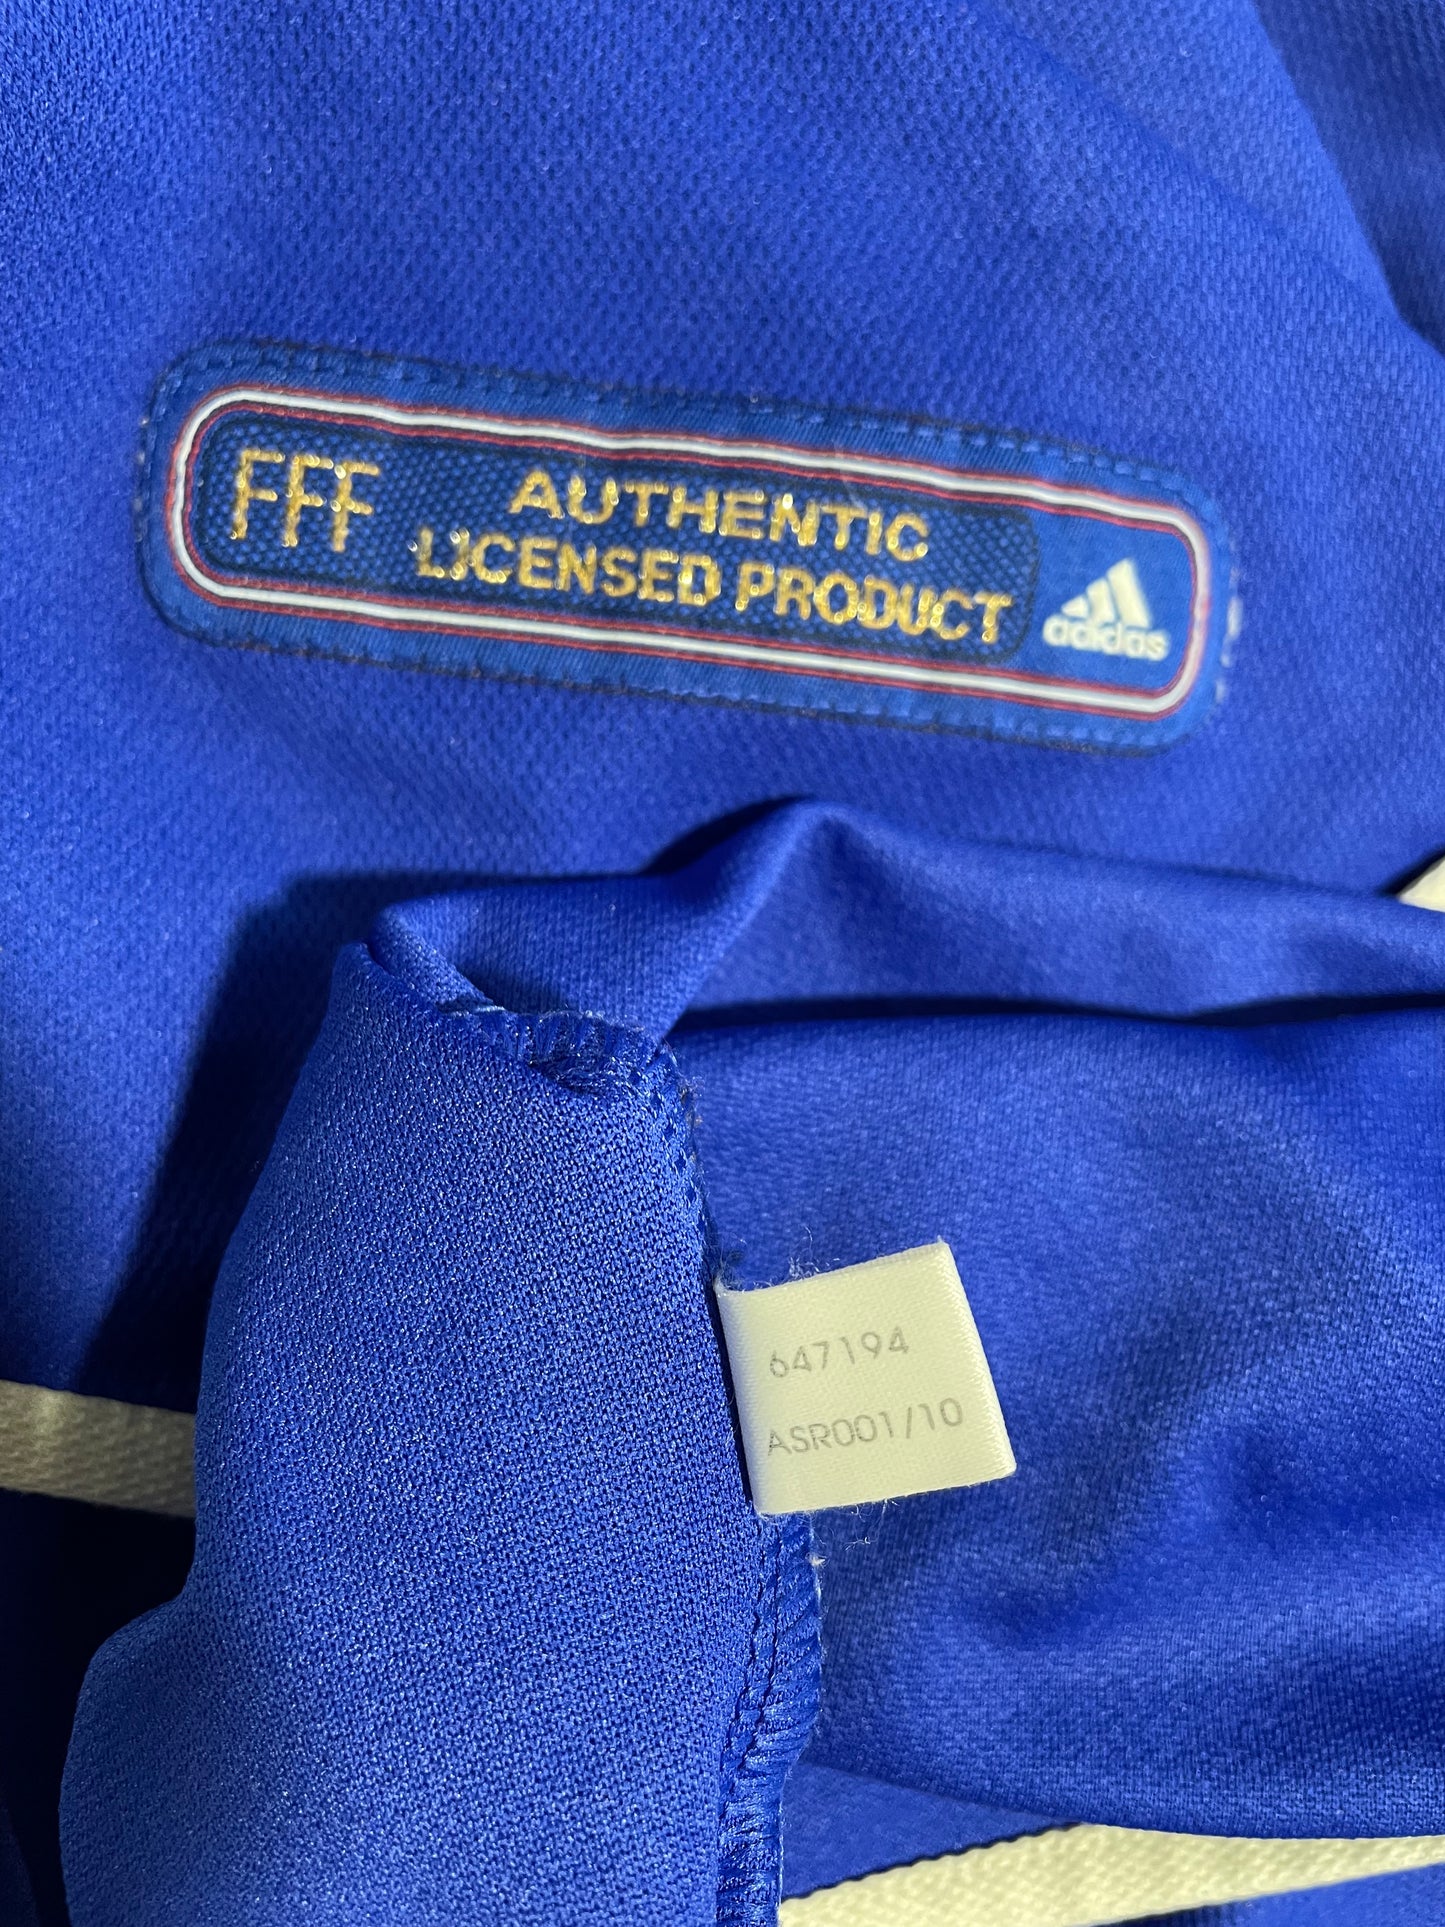 FFF
AUTHENTIC
LICENSED PRODUCT
adidas
647194
ASR001/10